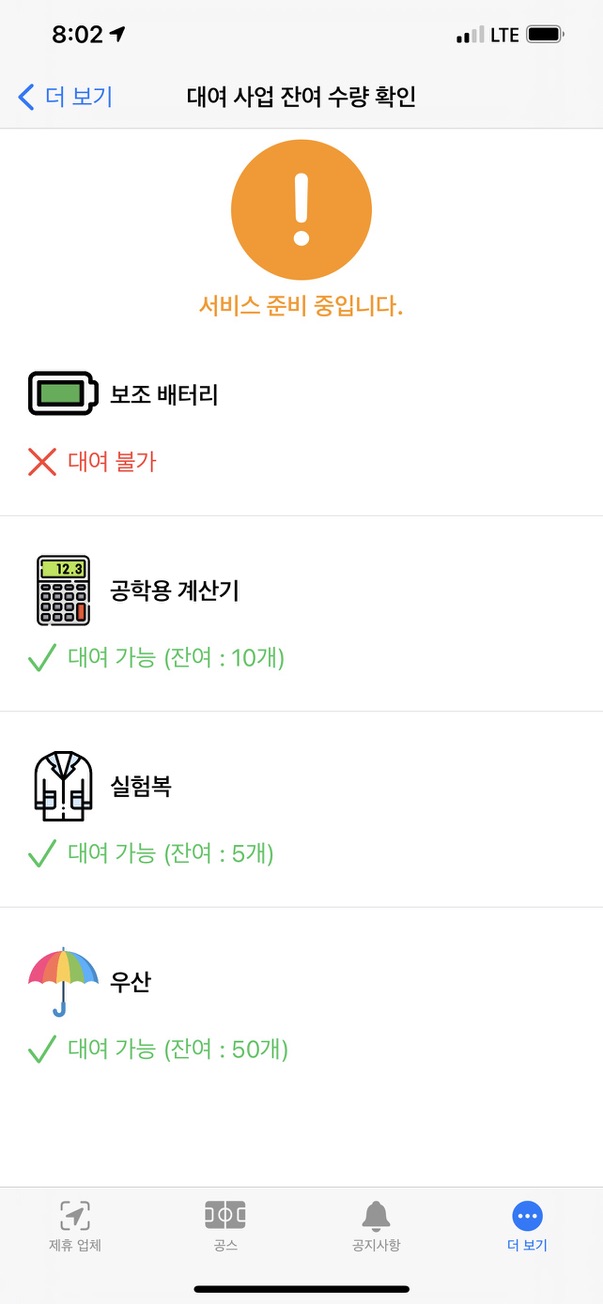 8:02
LTE
더 보기
대여 사업 잔여 수량 확인
서비스 준비 중입니다.
보조 배터리
대여 불가
12.3
공학용 계산기
대여 가능 (잔여 : 10개)
실험복
대여 가능 (잔여 : 5개)
우산
대여 가능 (잔여 : 50개)
제휴 업체
공스
공지사항
더 보기